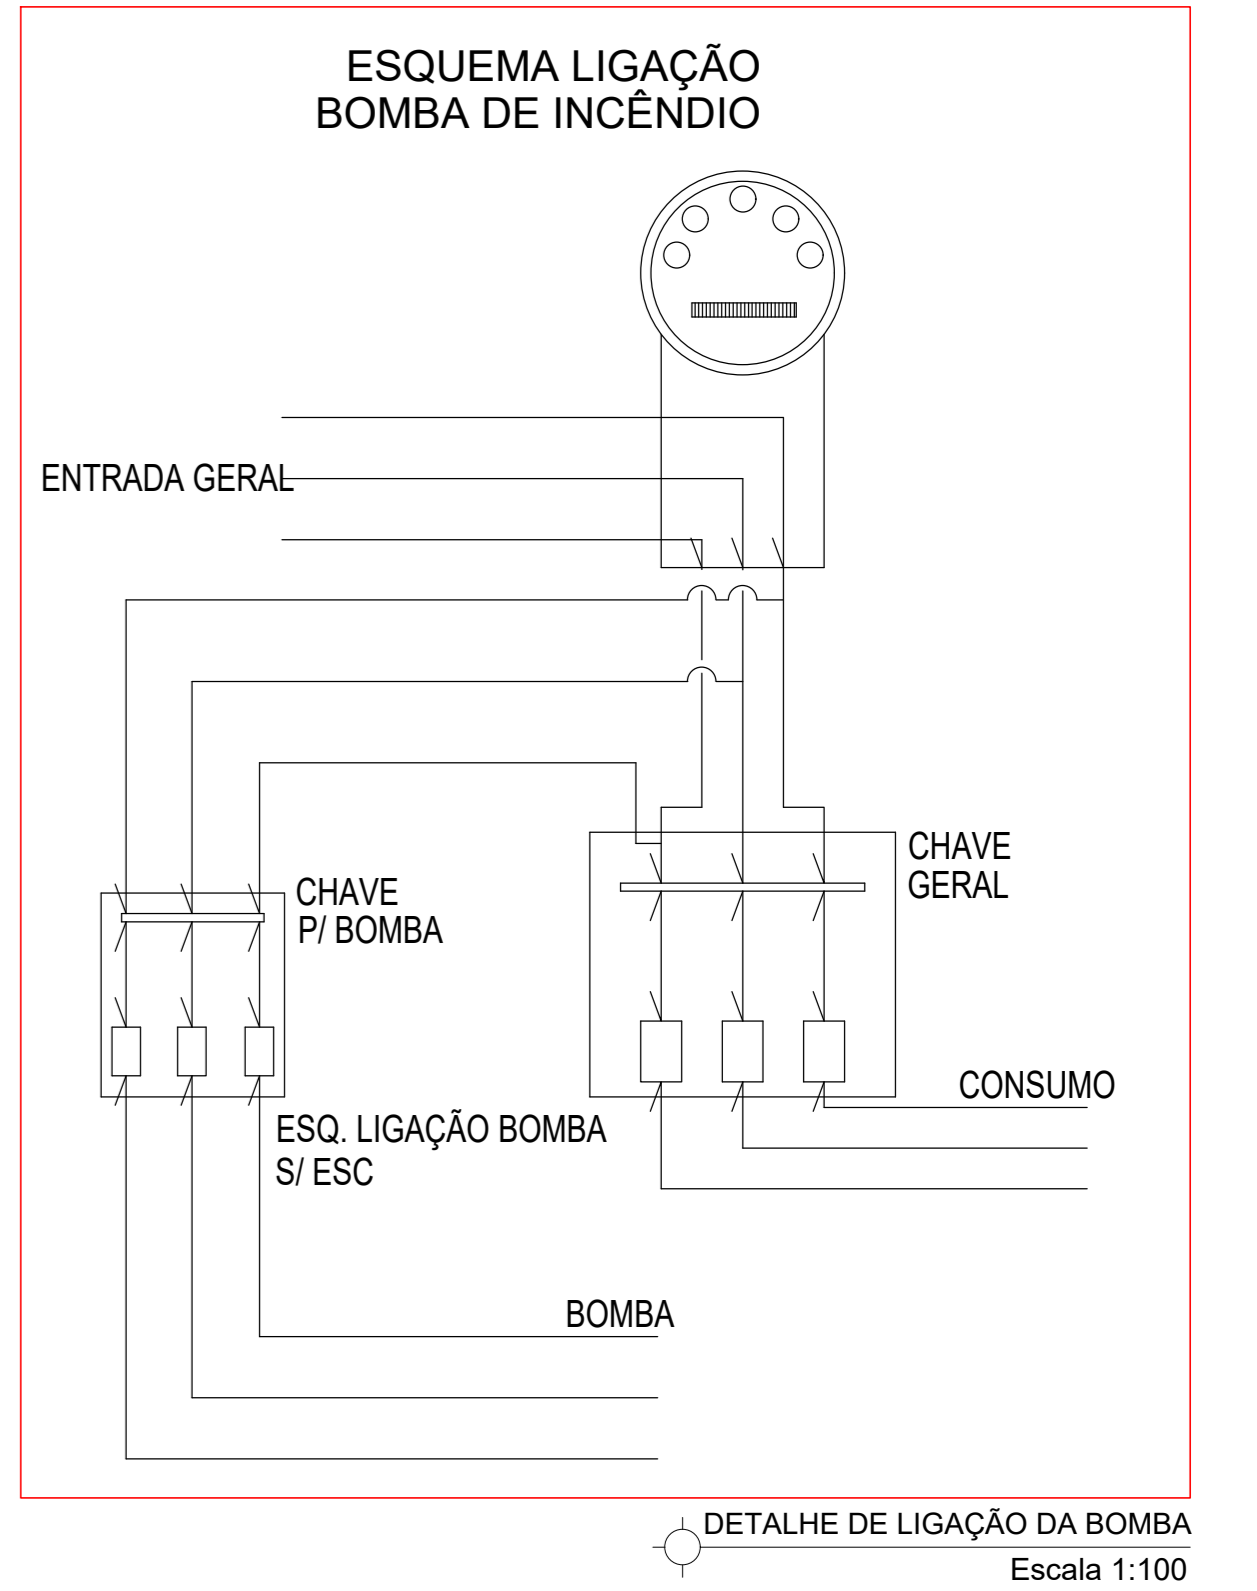 ESQUEMA LIGAÇÃO
BOMBA DE INCÊNDIO
ENTRADA GERAL
CHAVE
GERAL
CHAVE
P/ BOMBA
CONSUMO
ESQ. LIGAÇÃO BOMBA
S/ ESC
BOMBA
DETALHE DE LIGAÇÃO DA BOMBA
Escala 1:100